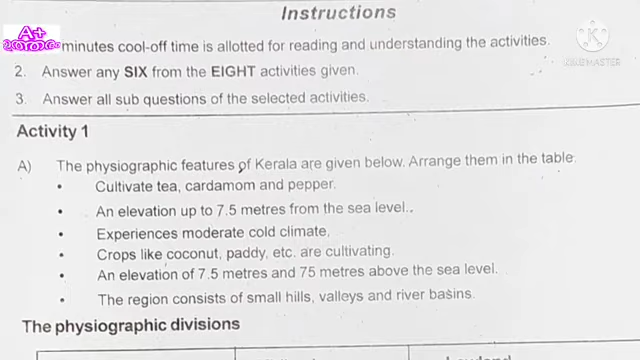 Instructions
A+
minutes cool-off time is allotted for reading and understanding the activities.
KINEMASTER
2. Answer any SIX from the EIGHT activities given.
3. Answer all sub questions of the selected activities.
Activity 1
A) The physiographic features of Kerala are given below. Arrange them in the table.
• Cultivate tea, cardamom and pepper.
• An elevation up to 7.5 metres from the sea level..
• Experiences moderate cold climate,
• Crops like coconut, paddy, etc. are cultivating.
• An elevation of 7.5 metres and 75 metres above the sea level.
• The region consists of small hills, valleys and river basins.
The physiographic divisions